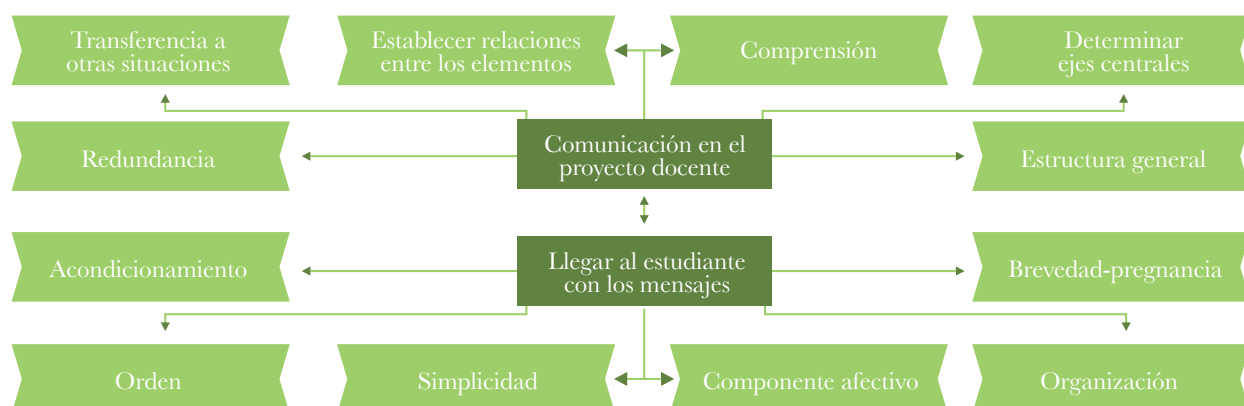 Transferencia a
otras situaciones
Establecer relaciones
entre los elementos
Comprensión
Determinar
ejes centrales
Redundancia
Comunicación en el
proyecto docente
Estructura general
Acondicionamiento
Llegar al estudiante
con los mensajes
Brevedad-pregnancia
Orden
Simplicidad
Componente afectivo
Organización